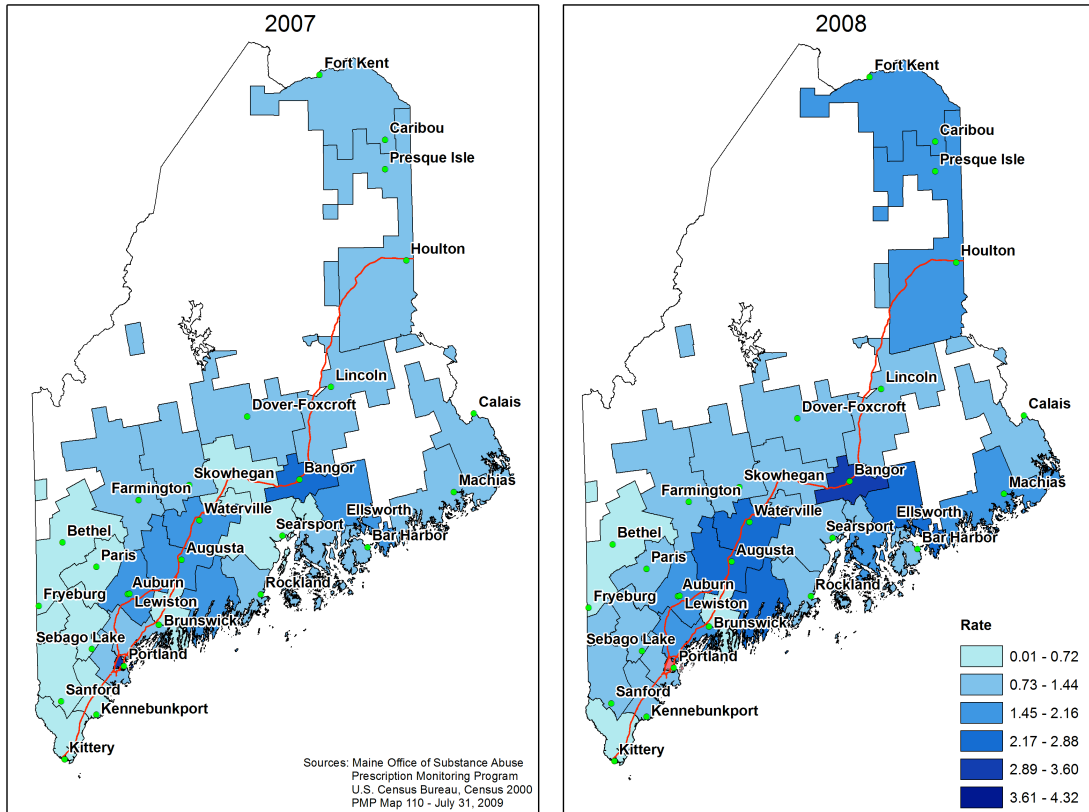 2007
Fort Kent
Caribou
Presque Isle
Houlton
Lincoln
Dover-Foxcroft
Calais
Skowhegan
Bangor
Farmington
Machias
Waterville
Ellsworth
Bethel
Searsport
Bar Harbor
Paris
Augusta
Auburn
Rockland
Fryeburg
Lewiston
Brunswick
Sebago Lake
Portland
Sanford
Kennebunkport
Kittery
Sources: Maine Office of Substance Abuse
Prescription Monitoring Program
U.S. Census Bureau, Census 2000
PMP Map 110 - July 31, 2009
2008
Fort Kent
Caribou
Presque Isle
Houlton
Lincoln
Dover-Foxcroft
Calais
Skowhegan
Bangor
Farmington
Machias
Waterville
Ellsworth
Bethel
Searsport
Bar Harbor
Paris
Augusta
Auburn
Rockland
Fryeburg
Lewiston
Brunswick
Sebago Lake
Portland
Sanford
Kennebunkport
Kittery
Rate
0.01 - 0.72
0.73 - 1.44
1.45 - 2.16
2.17 - 2.88
2.89 - 3.60
3.61 - 4.32